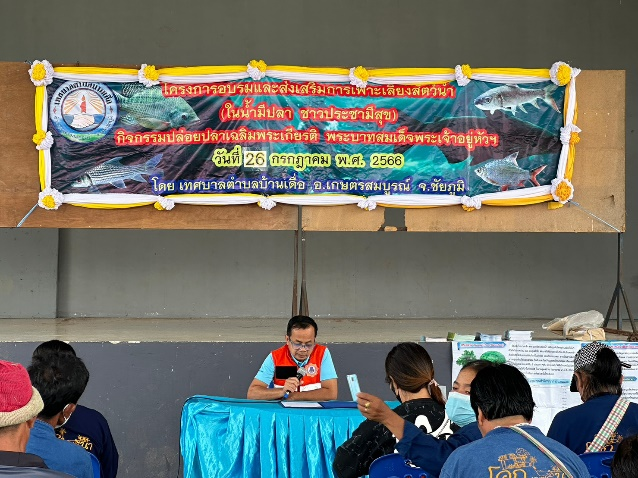 โครงการอบรมและส่งเสริมการเพาะเลี้ยงสัตว์น้ำ
(ในน้ำมีปลา ชาวประชามีสุข)
กิจกรรมปล่อยปลาเฉลิมพระเกียรติ พระบาทสมเด็จพระเจ้าอยู่หัวฯ
วันที่ 26 กรกฎาคม พ.ศ. 2566
โดย เทศบาลตำบลบ้านเดื่อ อ.เกษตรสมบูรณ์ จ.ชัยภูมิ